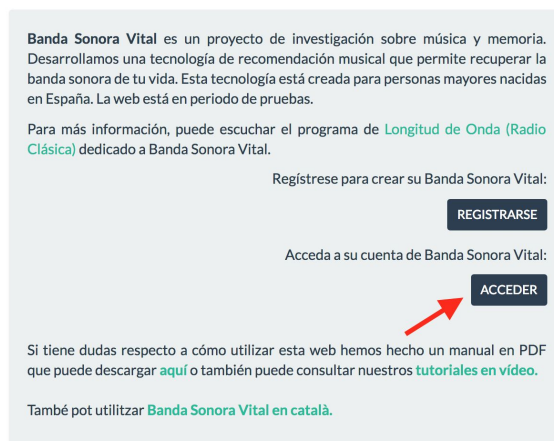 Banda Sonora Vital es un proyecto de investigación sobre música y memoria.
Desarrollamos una tecnología de recomendación musical que permite recuperar la
banda sonora de tu vida. Esta tecnología está creada para personas mayores nacidas
en España. La web está en periodo de pruebas.
Para más información, puede escuchar el programa de Longitud de Onda (Radio
Clásica) dedicado a Banda Sonora Vital.
Regístrese para crear su Banda Sonora Vital:
REGISTRARSE
Acceda a su cuenta de Banda Sonora Vital:
ACCEDER
Si tiene dudas respecto a cómo utilizar esta web hemos hecho un manual en PDF
que puede descargar aquí o también puede consultar nuestros tutoriales en vídeo.
També pot utilitzar Banda Sonora Vital en català.